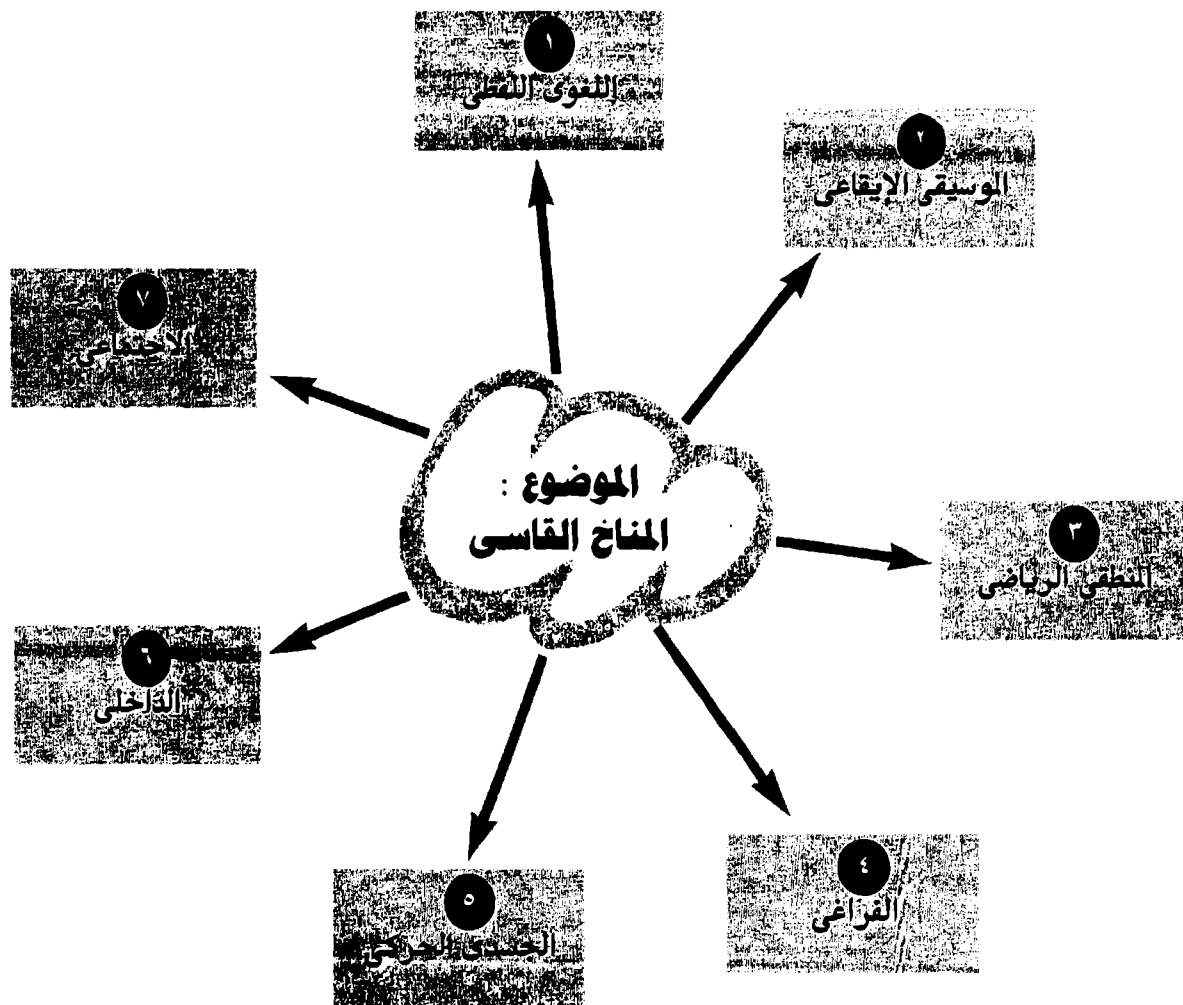 ١
اللغوى اللفظى
٢
الموسيقى الإيقاعى
٣
المنطقى الرياضى
٤
الفراغى
٥
الجسدى الحركى
٦
الداخلى
٧
الاجتماعى
الموضوع :
المناخ القاسى